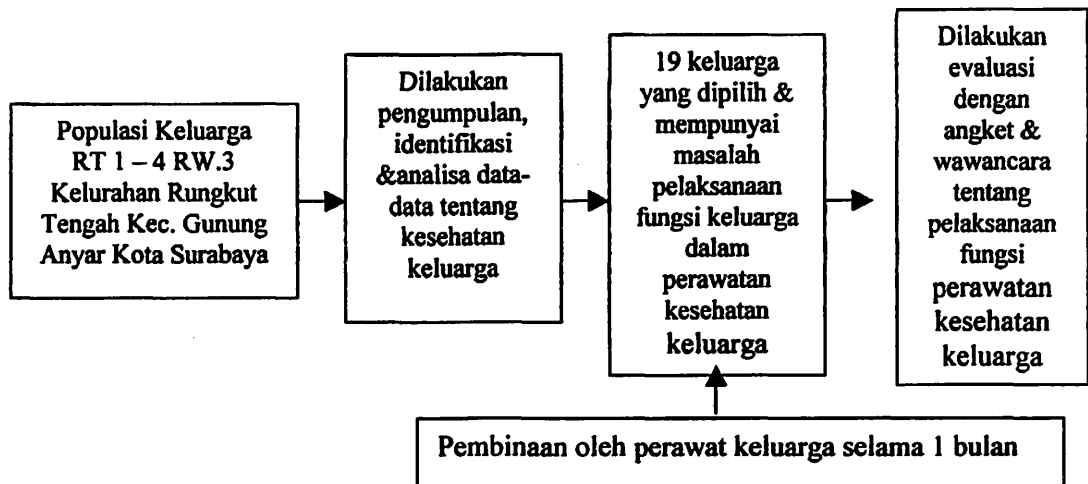 Populasi Keluarga
RT 1 – 4 RW.3
Kelurahan Rungkut
Tengah Kec. Gunung
Anyar Kota Surabaya
Dilakukan
pengumpulan,
identifikasi
&analisa data-
data tentang
kesehatan
keluarga
19 keluarga
yang dipilih &
mempunyai
masalah
pelaksanaan
fungsi keluarga
dalam
perawatan
kesehatan
keluarga
Dilakukan
evaluasi
dengan
angket &
wawancara
tentang
pelaksanaan
fungsi
perawatan
kesehatan
keluarga
Pembinaan oleh perawat keluarga selama 1 bulan